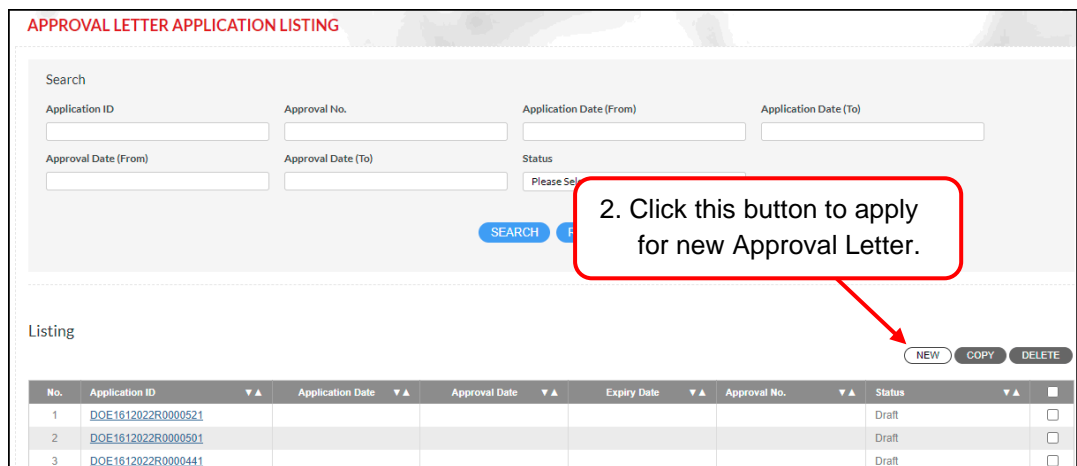 APPROVAL LETTER APPLICATION LISTING
Search
Application ID Approval No. Application Date (From) Application Date (To)
Approval Date (From) Approval Date (To) Status
Please
2. Click this button to apply
for new Approval Letter.
SEARCH
Listing
NEW COPY DELETE
No. Application ID ▼▲ Application Date ▼▲ Approval Date ▼▲ Expiry Date ▼▲ Approval No. ▼▲ Status ▼▲
1 DOE1612022R0000521 Draft
2 DOE1612022R0000501 Draft
3 DOE1612022R0000441 Draft